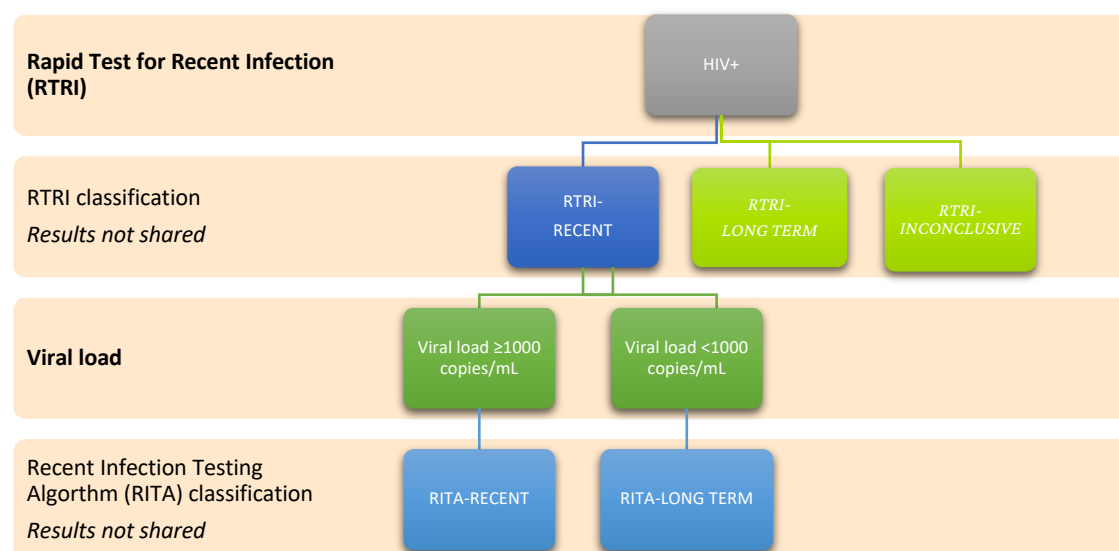 Rapid Test for Recent Infection
(RTRI)
HIV+
RTRI classification
Results not shared
RTRI-
RECENT
RTRI-
LONG TERM
RTRI-
INCONCLUSIVE
Viral load
Viral load ≥1000
copies/mL
Viral load <1000
copies/mL
Recent Infection Testing
Algorthm (RITA) classification
Results not shared
RITA-RECENT
RITA-LONG TERM